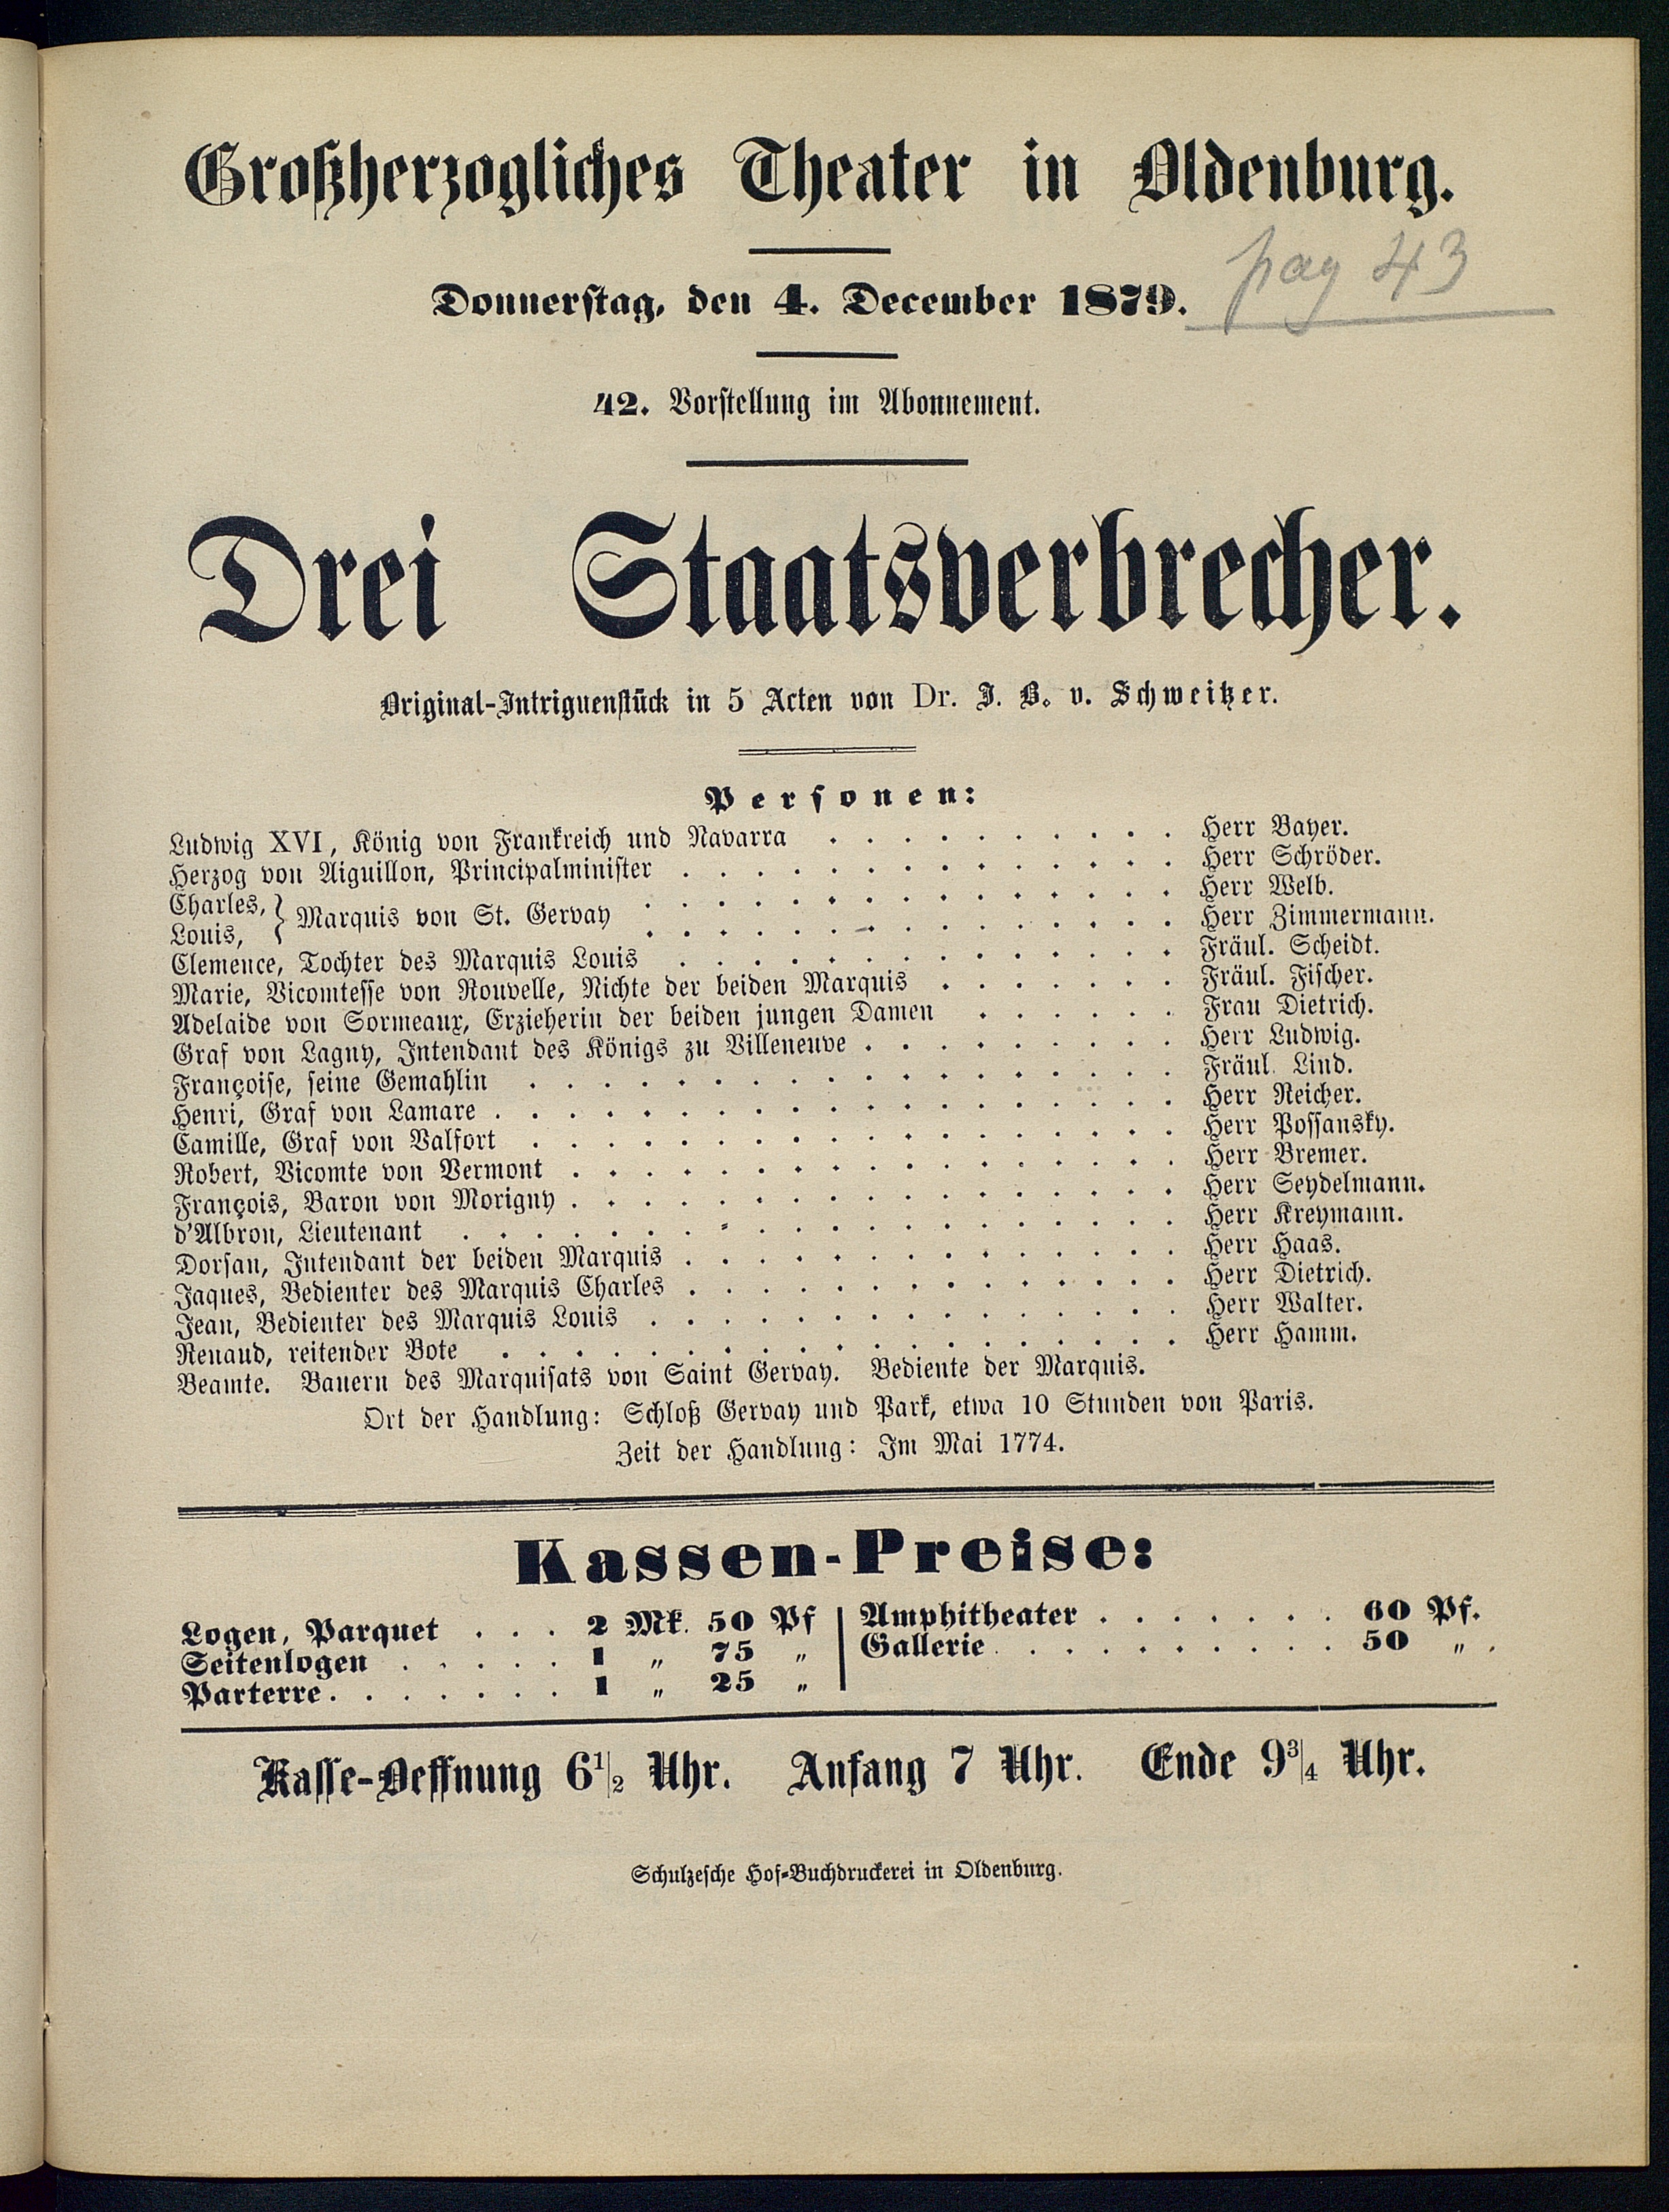 Großherzogliches Theater in Oldenburg.
pag 43
Donnerstag, den 4. December 1879.
42. Vorstellung im Abonnement.
Drei Staatsverbrecher.
Original-Intriguenstück in 5 Acten von Dr. J. B. v. Schweitzer.
Personen:
Ludwig XVI, König von Frankreich und Navarra . . . . . . . . . . Herr Bayer.
Herzog von Aiguillon, Principalminister . . . . . . . . . . . . . . Herr Schröder.
Charles, } Marquis von St. Gervay . . . . . . . . . . . . . . . Herr Welb.
Louis, } . . . . . . . . . . . . . . . Herr Zimmermann.
Clemence, Tochter des Marquis Louis . . . . . . . . . . . . . . Fräul. Scheidt.
Marie, Vicomtesse von Rouvelle, Nichte der beiden Marquis . . . . . . . Fräul. Fischer.
Adelaide von Sormeaux, Erzieherin der beiden jungen Damen . . . . . . Frau Dietrich.
Graf von Lagny, Intendant des Königs zu Villeneuve . . . . . . . . . Herr Ludwig.
Françoise, seine Gemahlin . . . . . . . . . . . . . . . . . . Fräul. Lind.
Henri, Graf von Lamare . . . . . . . . . . . . . . . . . . . Herr Reicher.
Camille, Graf von Valfort . . . . . . . . . . . . . . . . . . Herr Possansky.
Robert, Vicomte von Vermont . . . . . . . . . . . . . . . . . Herr Bremer.
François, Baron von Morigny . . . . . . . . . . . . . . . . . Herr Seydelmann.
d'Albron, Lieutenant . . . . . . . . . . . . . . . . . . . . Herr Kreymann.
Dorsan, Intendant der beiden Marquis . . . . . . . . . . . . . . Herr Haas.
Jaques, Bedienter des Marquis Charles . . . . . . . . . . . . . . Herr Dietrich.
Jean, Bedienter des Marquis Louis . . . . . . . . . . . . . . . Herr Walter.
Renaud, reitender Bote . . . . . . . . . . . . . . . . . . . Herr Hamm.
Beamte. Bauern des Marquisats von Saint Gervay. Bediente der Marquis.
Ort der Handlung: Schloß Gervay und Park, etwa 10 Stunden von Paris.
Zeit der Handlung: Im Mai 1774.
Kassen-Preise:
Logen, Parquet . . . 2 Mk. 50 Pf | Amphitheater . . . . . . . 60 Pf.
Seitenlogen . . . . . 1 „ 75 „ | Gallerie . . . . . . . . . . 50 „ .
Parterre . . . . . . . 1 „ 25 „
Kasse-Oeffnung 6 1/2 Uhr. Anfang 7 Uhr. Ende 9 3/4 Uhr.
Schulzesche Hof-Buchdruckerei in Oldenburg.